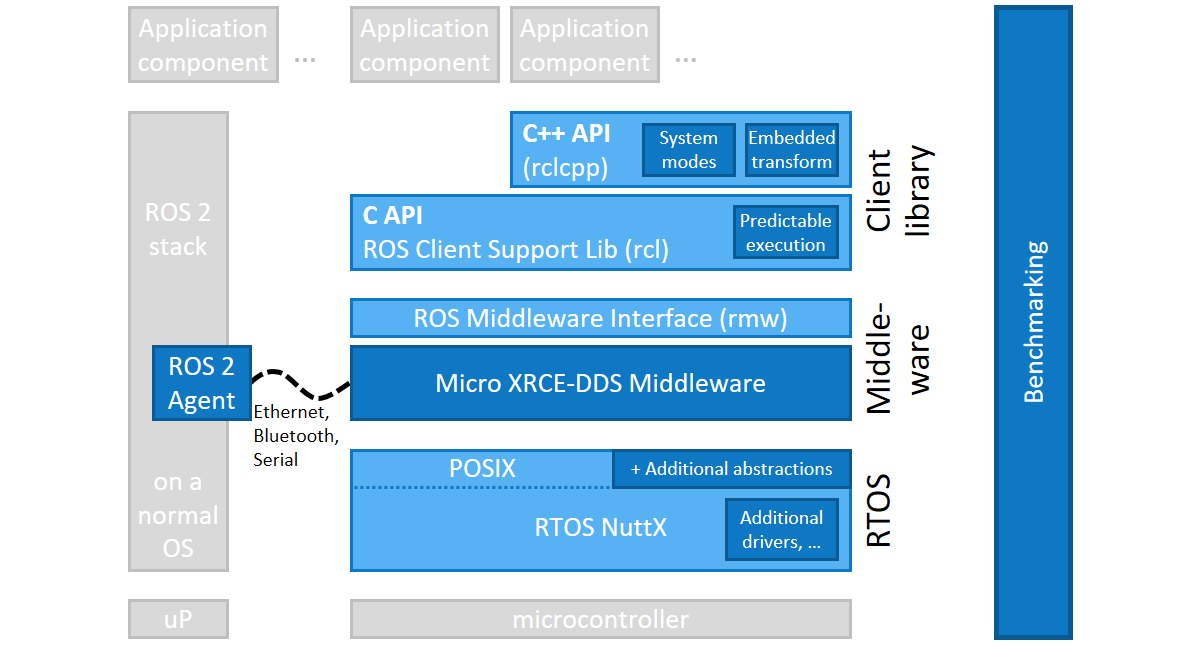 Application
component
...
Application
component
Application
component
...
C++ API
(rclcpp)
System
modes
Embedded
transform
Client
library
C API
ROS Client Support Lib (rcl)
Predictable
execution
ROS 2
stack
ROS Middleware Interface (rmw)
Middle-
ware
ROS 2
Agent
Micro XRCE-DDS Middleware
Ethernet,
Bluetooth,
Serial
POSIX
+ Additional abstractions
on a
normal
OS
RTOS NuttX
Additional
drivers, ...
RTOS
uP
microcontroller
Benchmarking